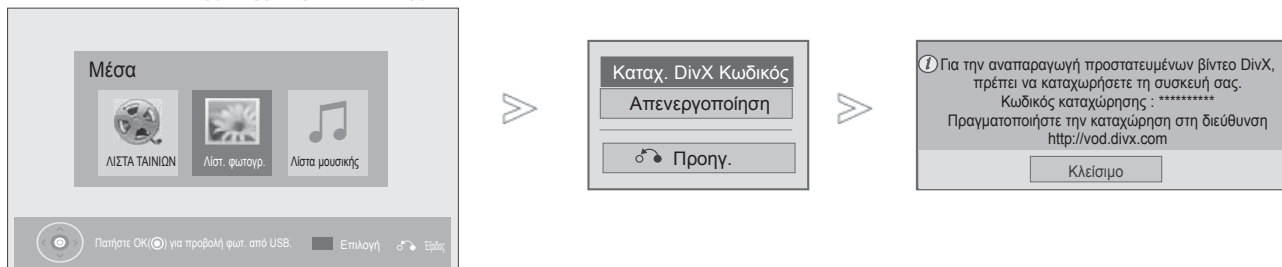 Μέσα
ΛΙΣΤΑ ΤΑΙΝΙΩΝ
Λίστ. φωτογρ.
Λίστα μουσικής
Πατήστε OK(◉) για προβολή φωτ. από USB.
Επιλογή
Έξοδος
Καταχ. DivX Κωδικός
Απενεργοποίηση
Προηγ.
Για την αναπαραγωγή προστατευμένων βίντεο DivX,
πρέπει να καταχωρήσετε τη συσκευή σας.
Κωδικός καταχώρησης : **********
Πραγματοποιήστε την καταχώρηση στη διεύθυνση
http://vod.divx.com
Κλείσιμο